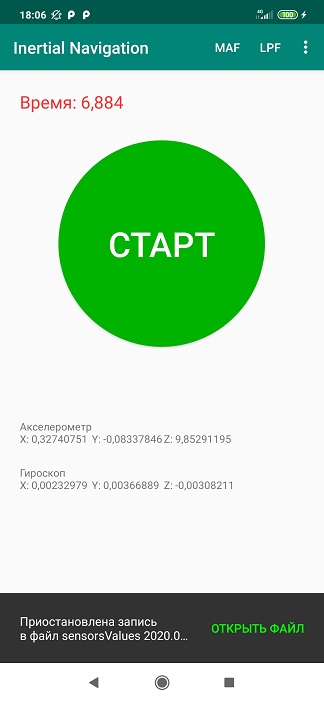 18:06 4G 100
Inertial Navigation MAF LPF
Время: 6,884
СТАРТ
Акселерометр
X: 0,32740751 Y: -0,08337846 Z: 9,85291195
Гироскоп
X: 0,00232979 Y: 0,00366889 Z: -0,00308211
Приостановлена запись
в файл sensorsValues 2020.0…
ОТКРЫТЬ ФАЙЛ